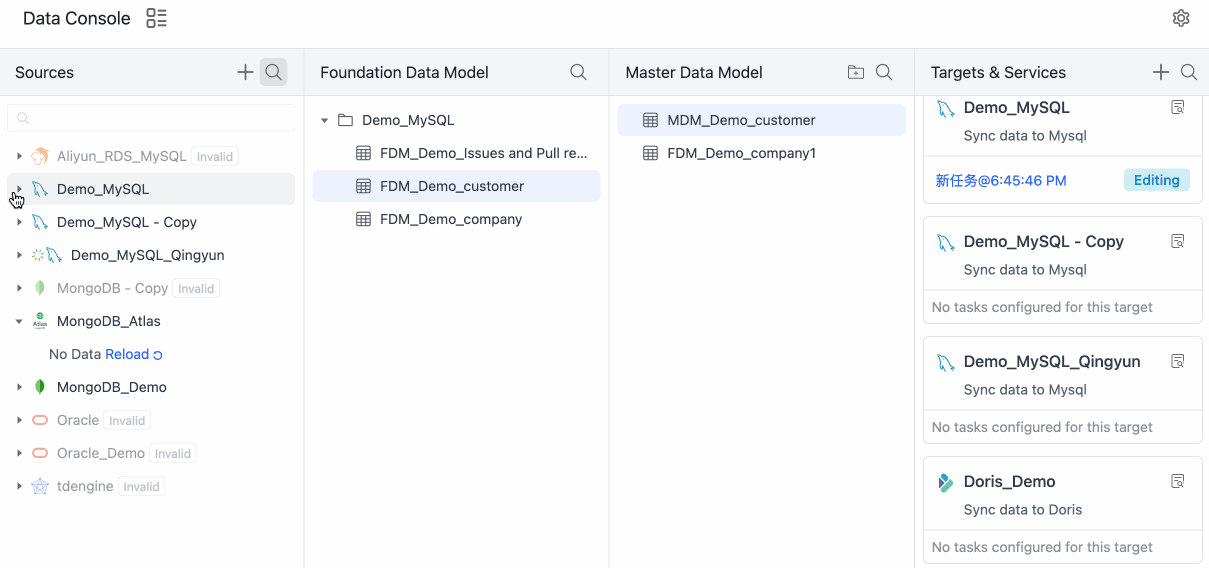 Data Console
Sources
Aliyun_RDS_MySQL Invalid
Demo_MySQL
Demo_MySQL - Copy
Demo_MySQL_Qingyun
MongoDB - Copy Invalid
MongoDB_Atlas
No Data Reload
MongoDB_Demo
Oracle Invalid
Oracle_Demo Invalid
tdengine Invalid
Foundation Data Model
Demo_MySQL
FDM_Demo_Issues and Pull re...
FDM_Demo_customer
FDM_Demo_company
Master Data Model
MDM_Demo_customer
FDM_Demo_company1
Targets & Services
Demo_MySQL
Sync data to Mysql
新任务@6:45:46 PM Editing
Demo_MySQL - Copy
Sync data to Mysql
No tasks configured for this target
Demo_MySQL_Qingyun
Sync data to Mysql
No tasks configured for this target
Doris_Demo
Sync data to Doris
No tasks configured for this target